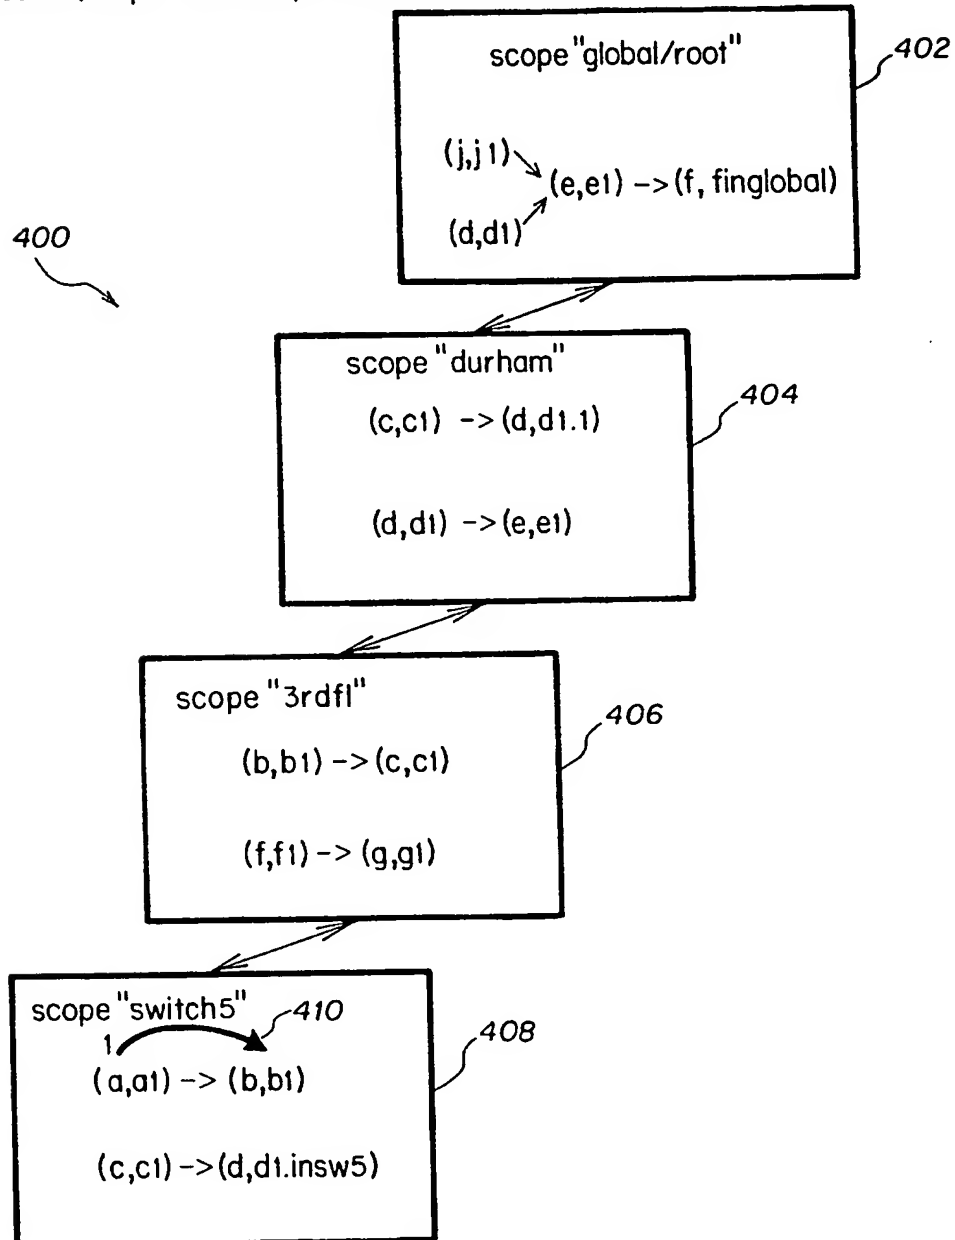 scope "global/root"
402
(j,j1)
(e,e1) -> (f, finglobal)
(d,d1)
400
scope "durham"
404
(c,c1) -> (d,d1.1)
(d,d1) -> (e,e1)
scope "3rdfl"
406
(b,b1) -> (c,c1)
(f,f1) -> (g,g1)
scope "switch5"
410
408
1
(a,a1) -> (b,b1)
(c,c1) -> (d,d1.insw5)